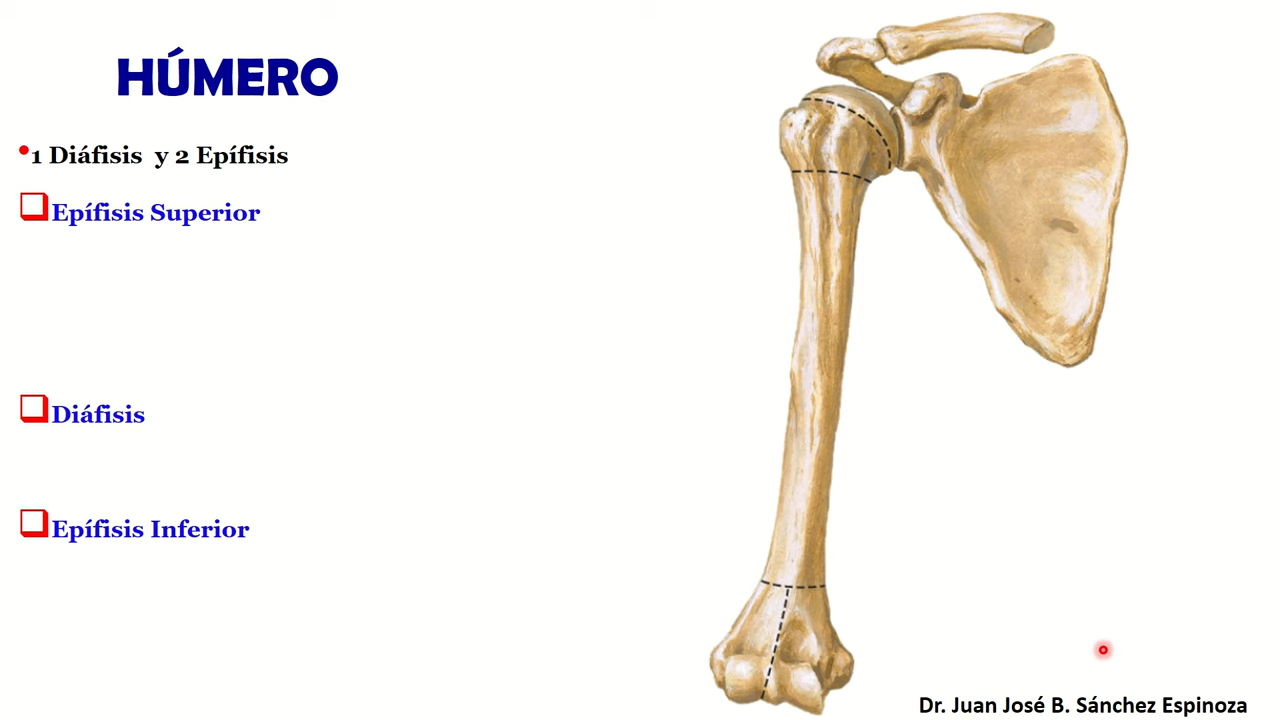 HÚMERO
•1 Diáfisis y 2 Epífisis
❑Epífisis Superior
❑Diáfisis
❑Epífisis Inferior
Dr. Juan José B. Sánchez Espinoza